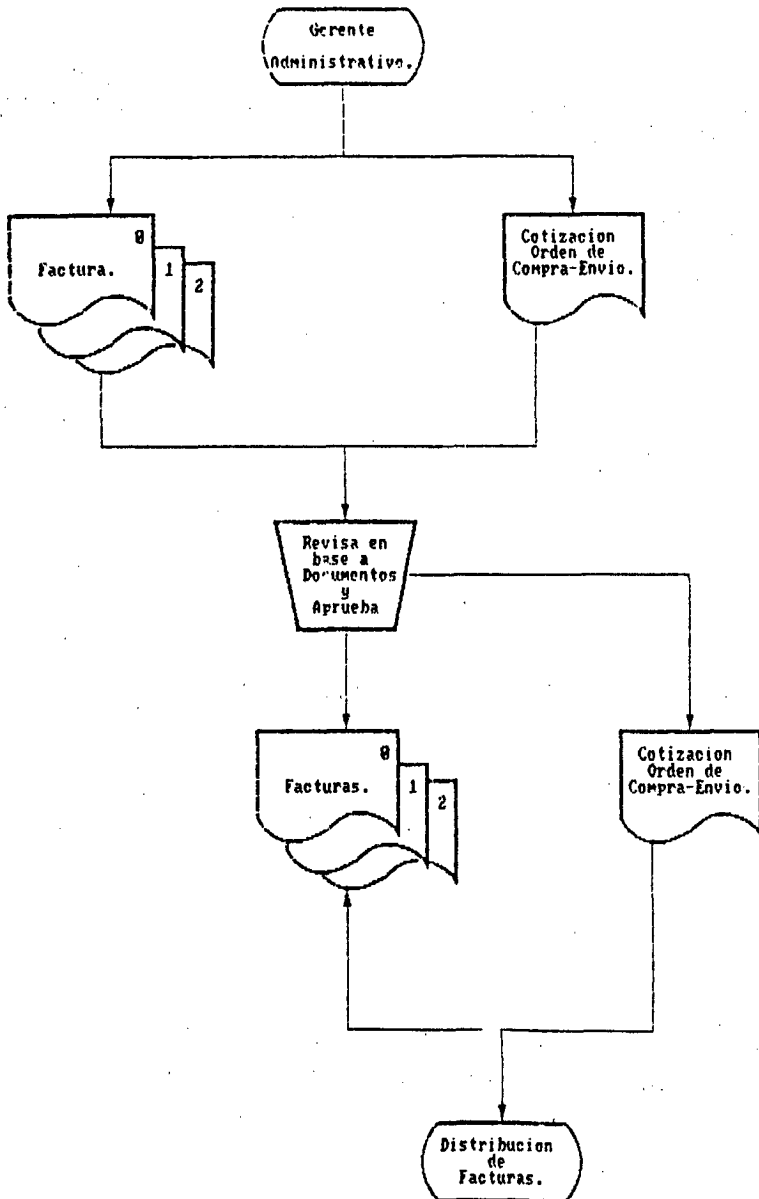 Gerente
Administrativo.
0
Factura.
1
2
Cotizacion
Orden de
Compra-Envio.
Revisa en
base a
Documentos
y
Aprueba
0
Facturas.
1
2
Cotizacion
Orden de
Compra-Envio.
Distribucion
de
Facturas.